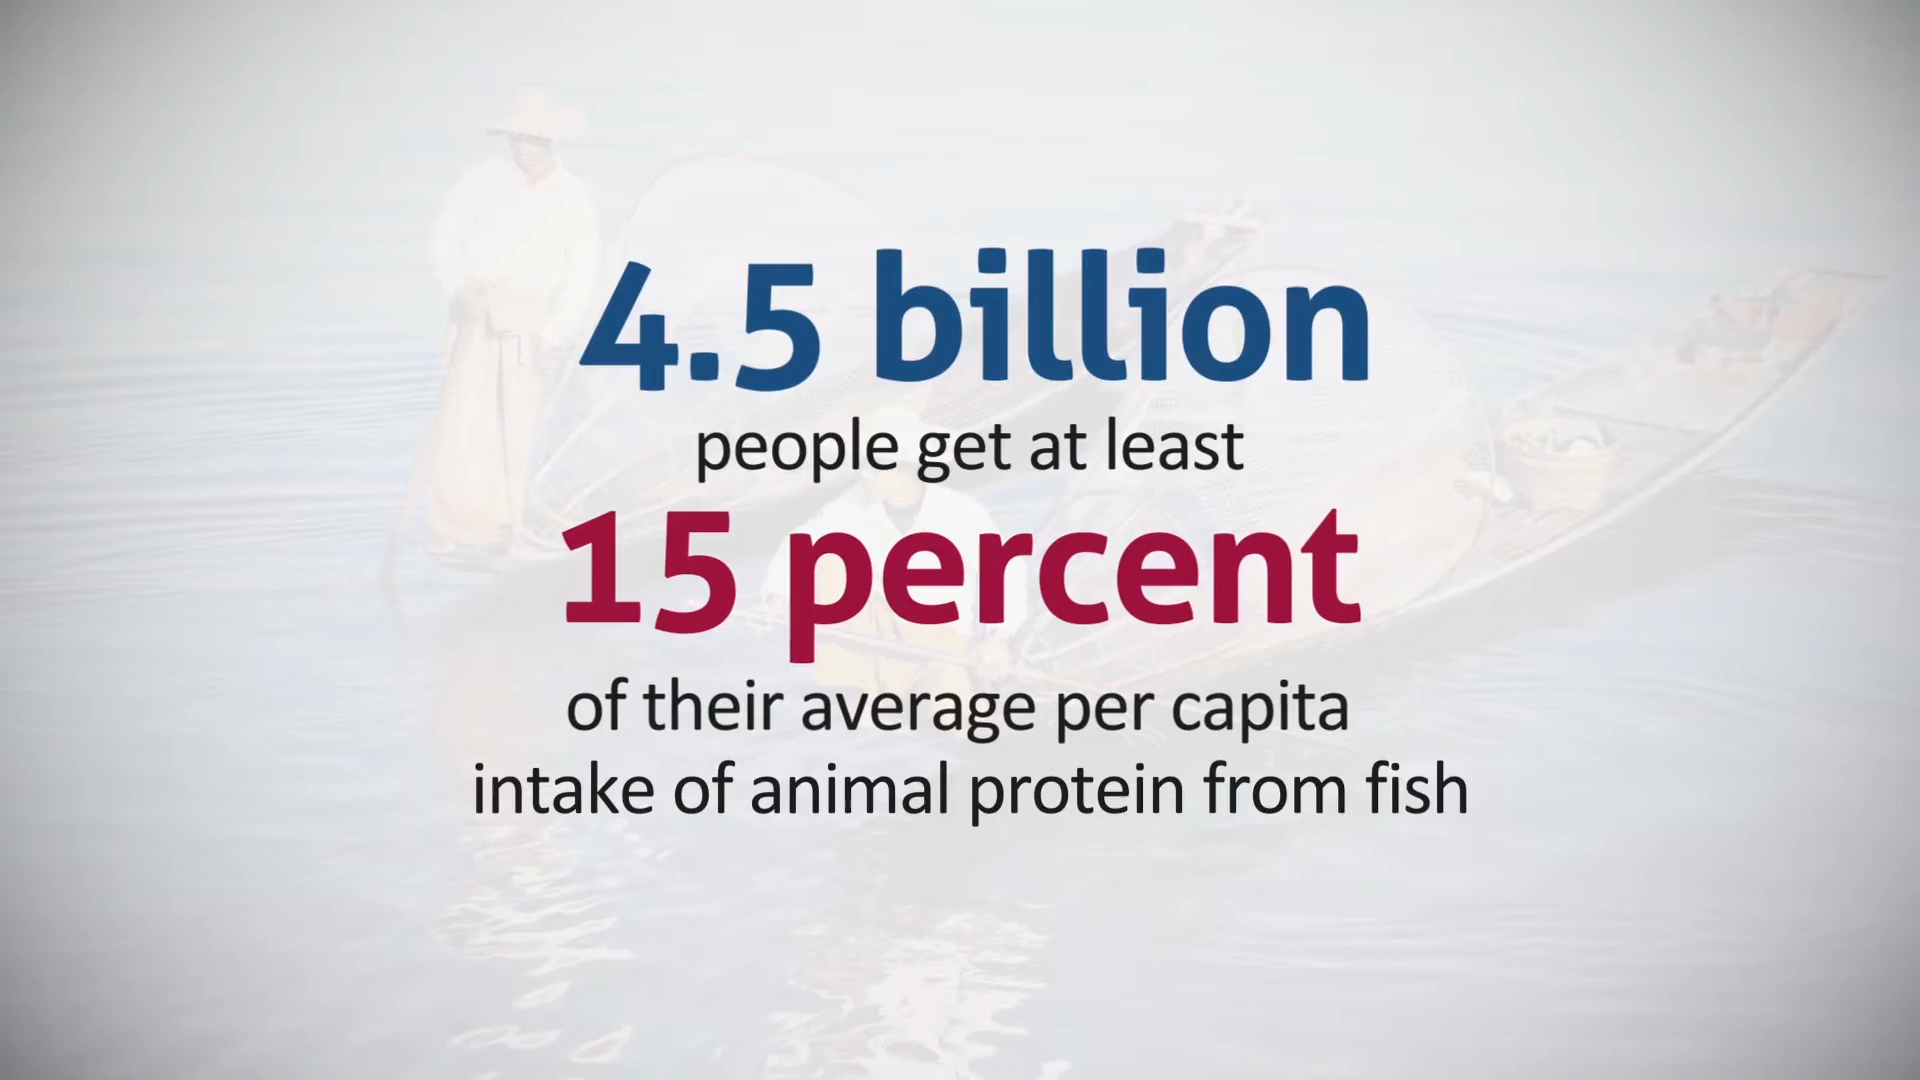 4.5 billion
people get at least
15 percent
of their average per capita
intake of animal protein from fish